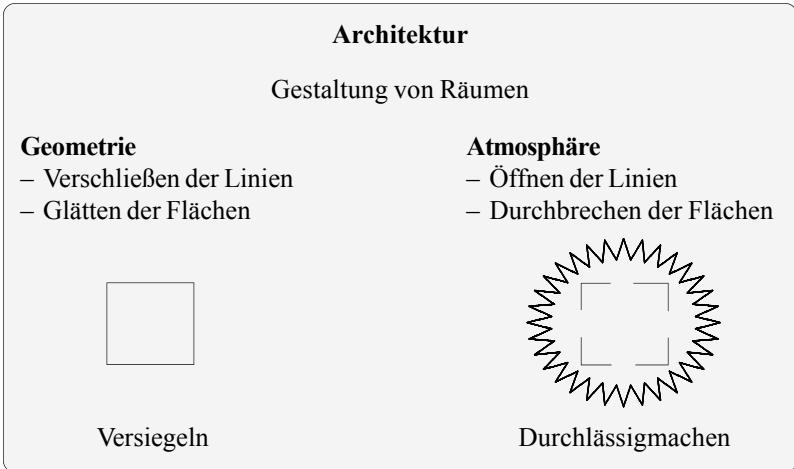 Architektur
Gestaltung von Räumen
Geometrie
– Verschließen der Linien
– Glätten der Flächen
Atmosphäre
– Öffnen der Linien
– Durchbrechen der Flächen
Versiegeln
Durchlässigmachen